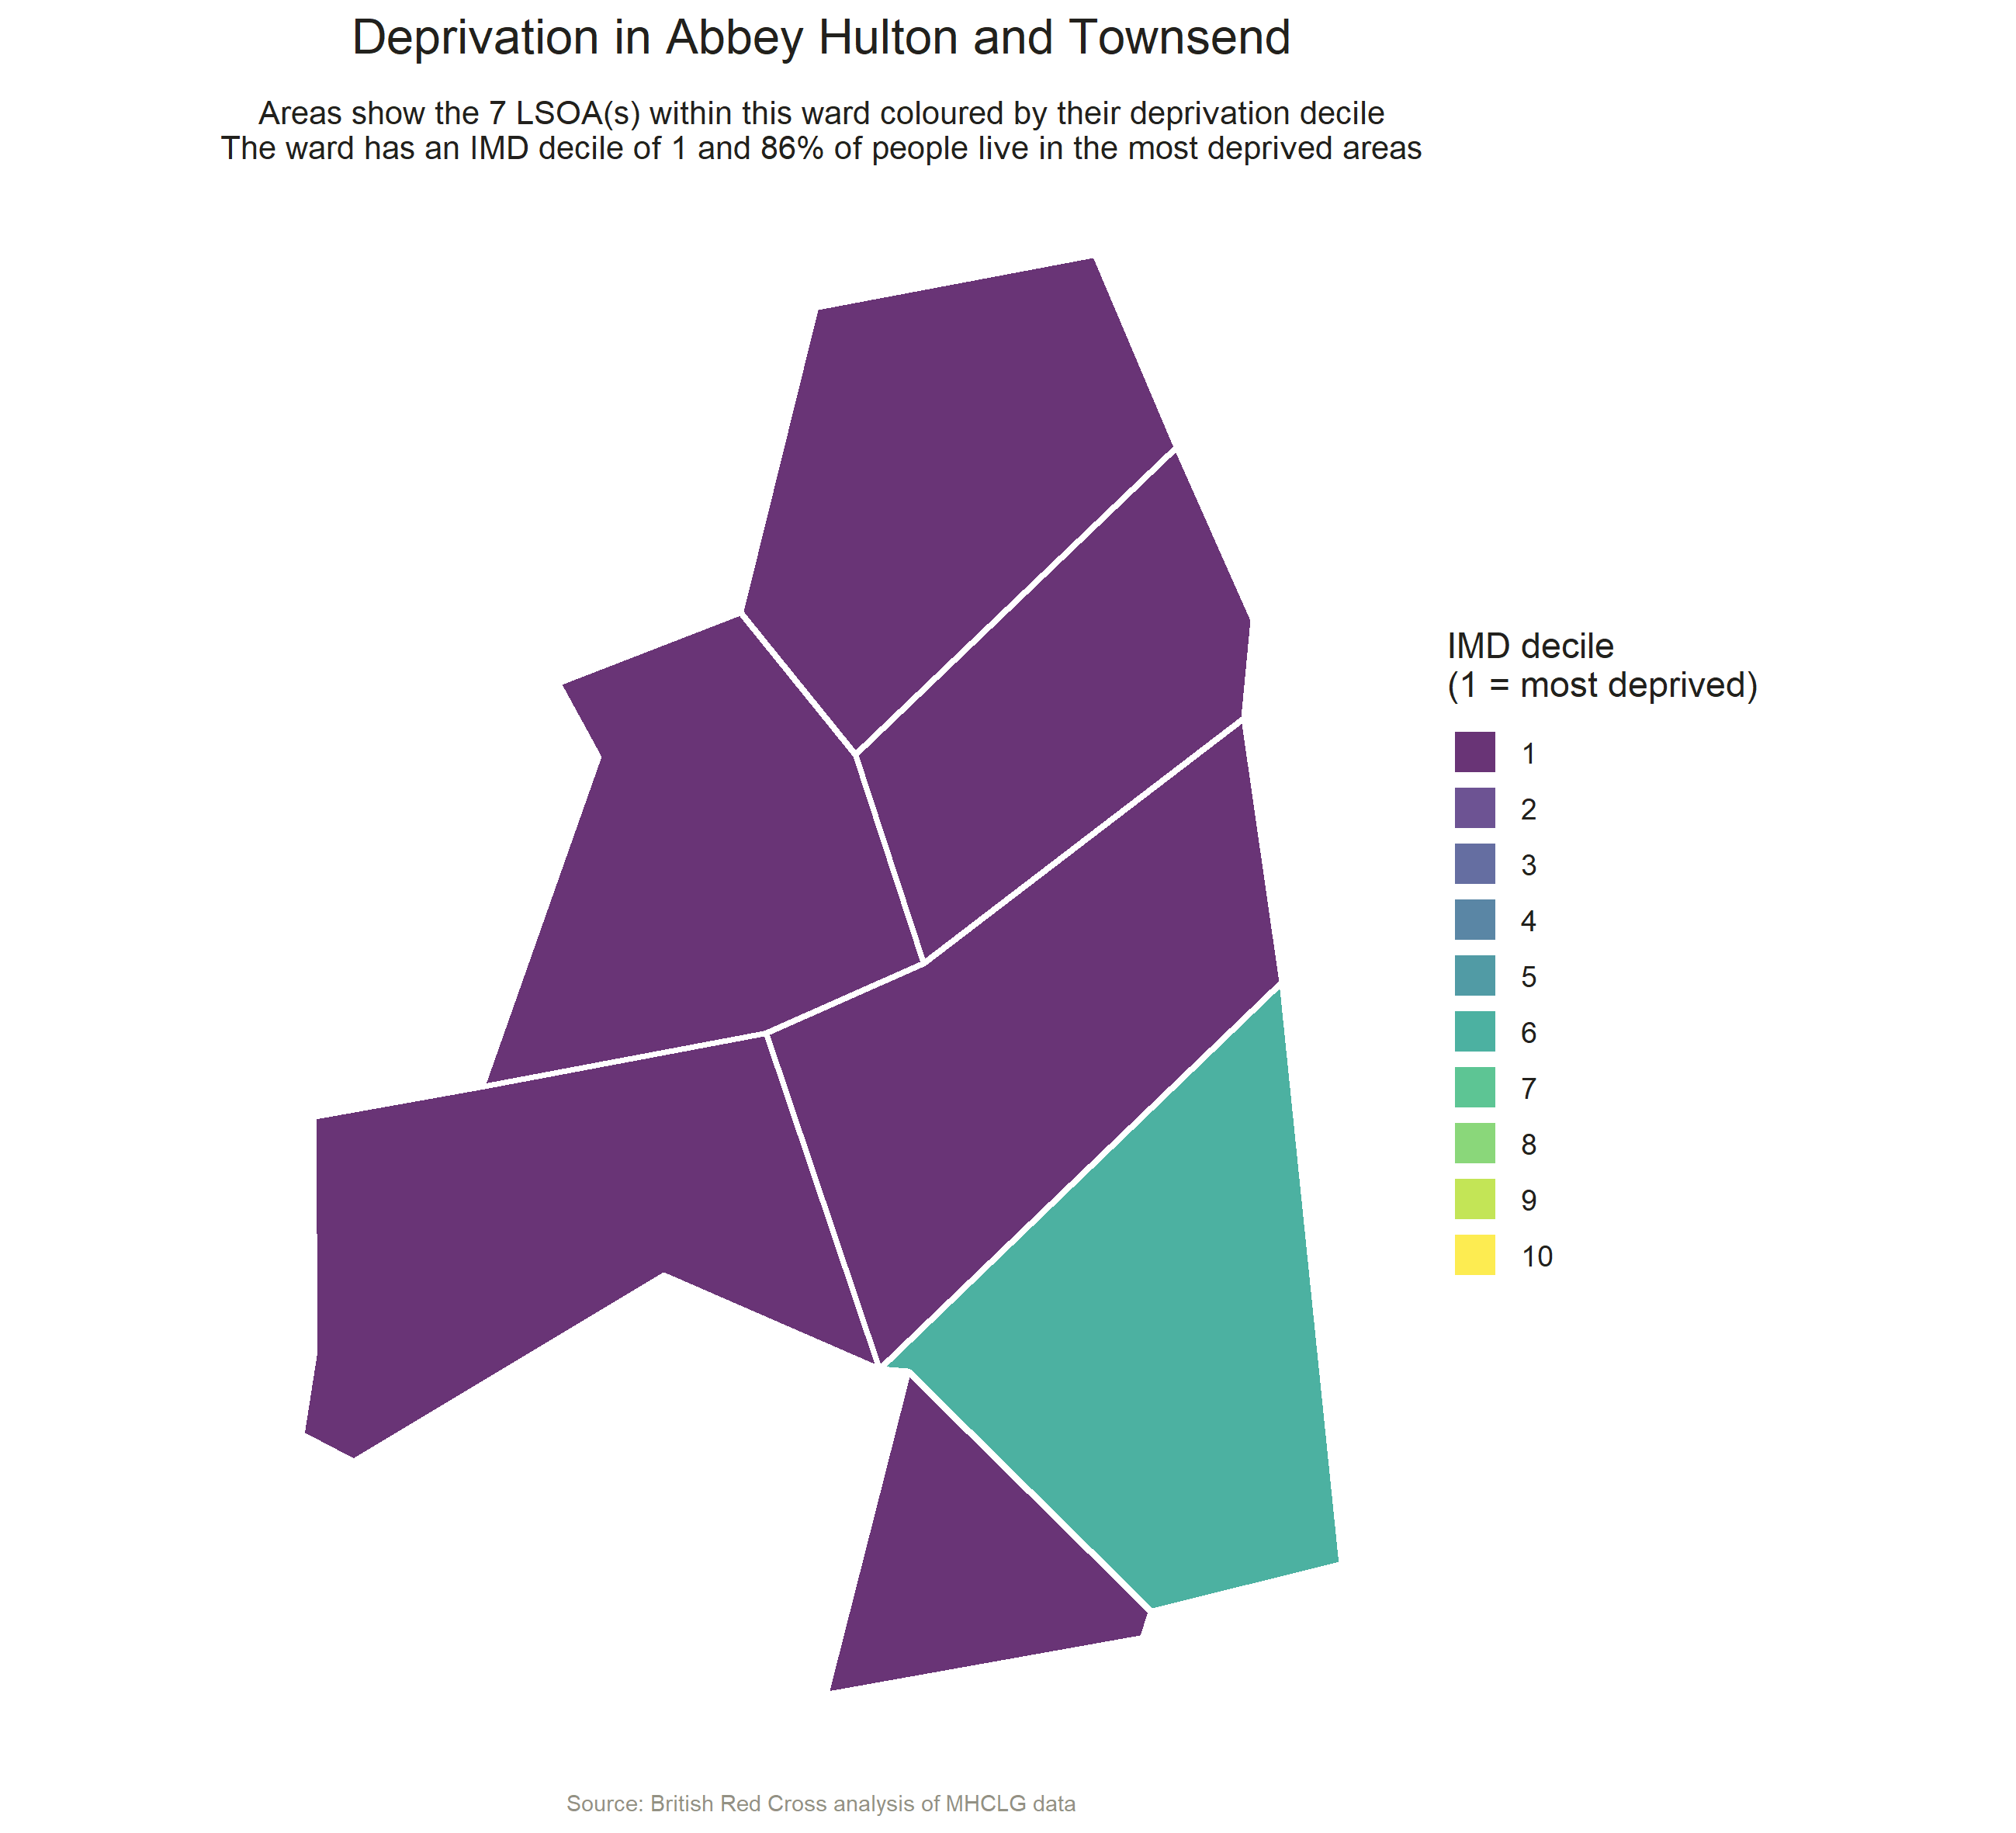 Deprivation in Abbey Hulton and Townsend
Areas show the 7 LSOA(s) within this ward coloured by their deprivation decile
The ward has an IMD decile of 1 and 86% of people live in the most deprived areas
IMD decile
(1 = most deprived)
1
2
3
4
5
6
7
8
9
10
Source: British Red Cross analysis of MHCLG data